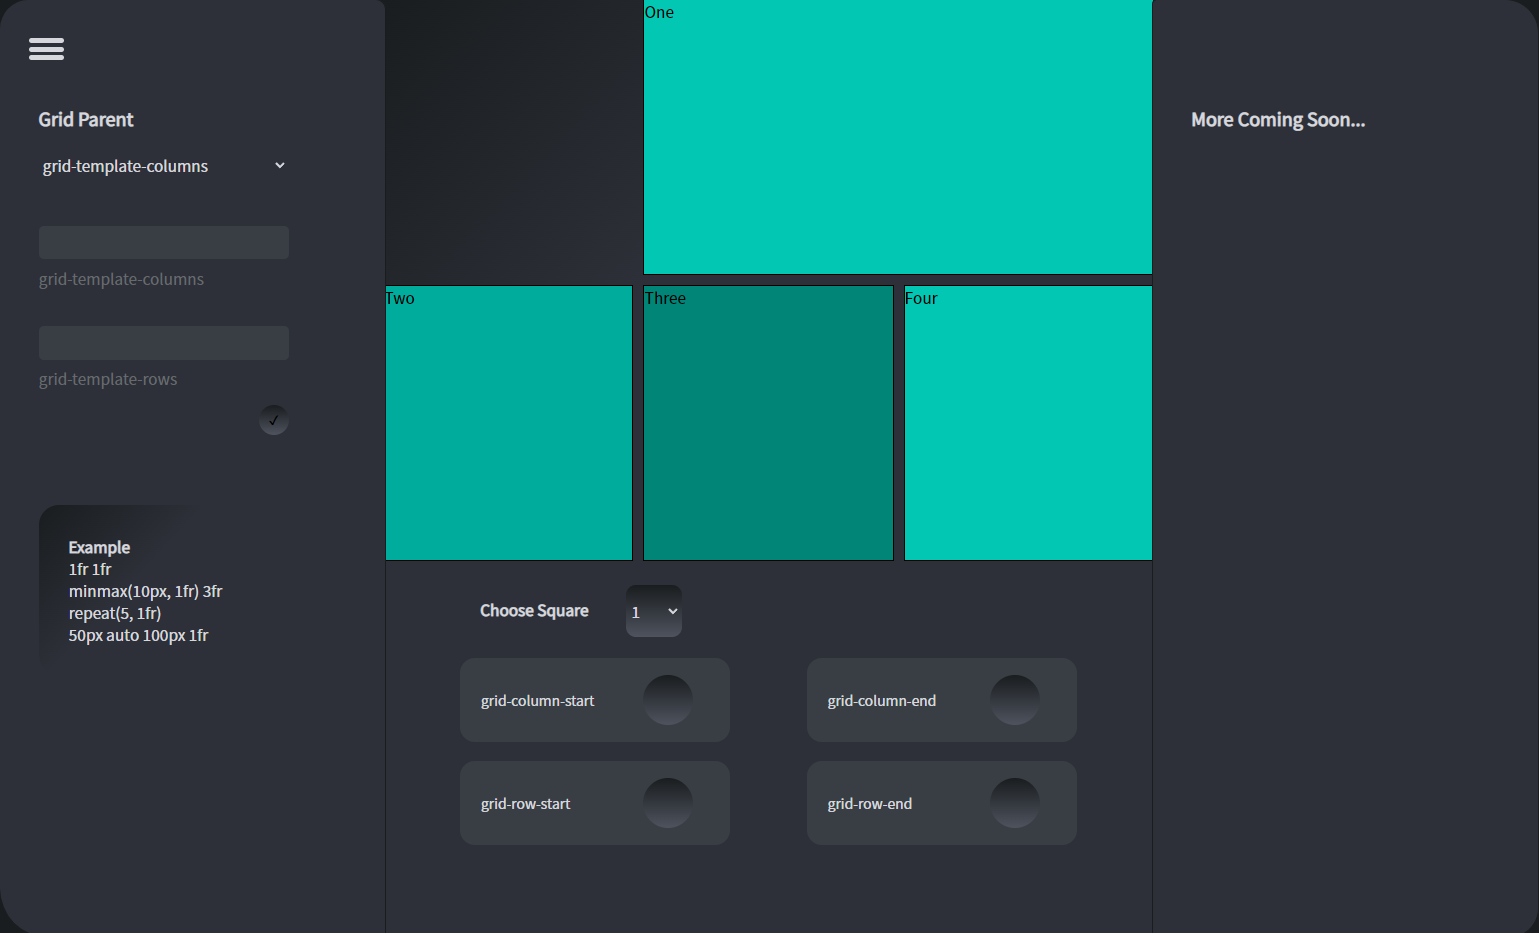 Grid Parent
grid-template-columns
grid-template-columns
grid-template-rows
✓
Example
1fr 1fr
minmax(10px, 1fr) 3fr
repeat(5, 1fr)
50px auto 100px 1fr
One
Two
Three
Four
Choose Square
1
grid-column-start
grid-column-end
grid-row-start
grid-row-end
More Coming Soon...